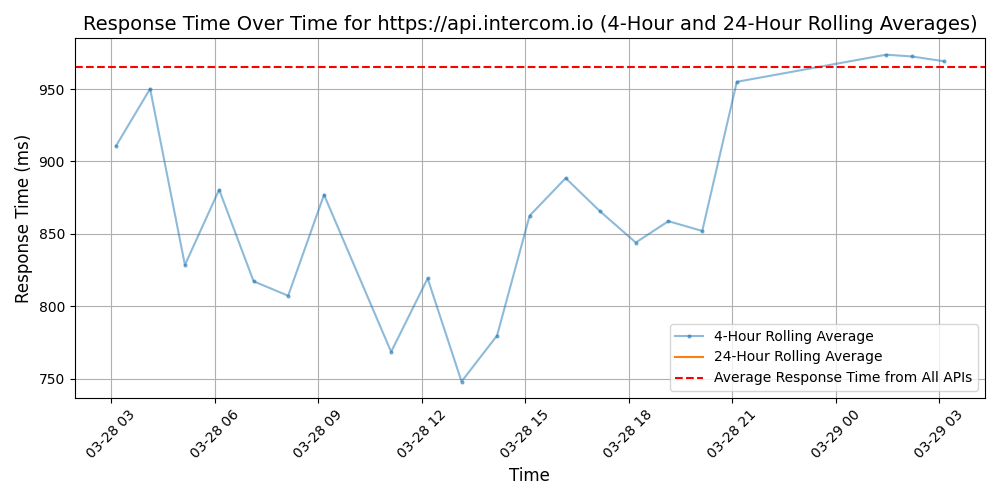 Response Time Over Time for https://api.intercom.io (4-Hour and 24-Hour Rolling Averages)
Response Time (ms)
950
900
850
800
750
4-Hour Rolling Average
24-Hour Rolling Average
Average Response Time from All APIs
03-28 03
03-28 06
03-28 09
03-28 12
03-28 15
03-28 18
03-28 21
03-29 00
03-29 03
Time